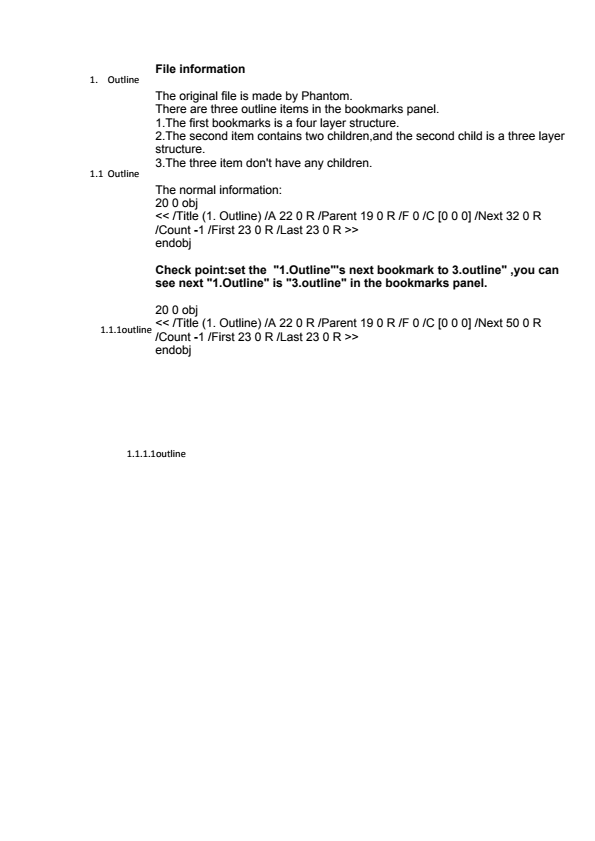 File information
1. Outline
The original file is made by Phantom.
There are three outline items in the bookmarks panel.
1.The first bookmarks is a four layer structure.
2.The second item contains two children,and the second child is a three layer
structure.
3.The three item don't have any children.
1.1 Outline
The normal information:
20 0 obj
<< /Title (1. Outline) /A 22 0 R /Parent 19 0 R /F 0 /C [0 0 0] /Next 32 0 R
/Count -1 /First 23 0 R /Last 23 0 R >>
endobj
Check point:set the  "1.Outline"'s next bookmark to 3.outline" ,you can
see next "1.Outline" is "3.outline" in the bookmarks panel.
20 0 obj
<< /Title (1. Outline) /A 22 0 R /Parent 19 0 R /F 0 /C [0 0 0] /Next 50 0 R
1.1.1outline
/Count -1 /First 23 0 R /Last 23 0 R >>
endobj
1.1.1.1outline